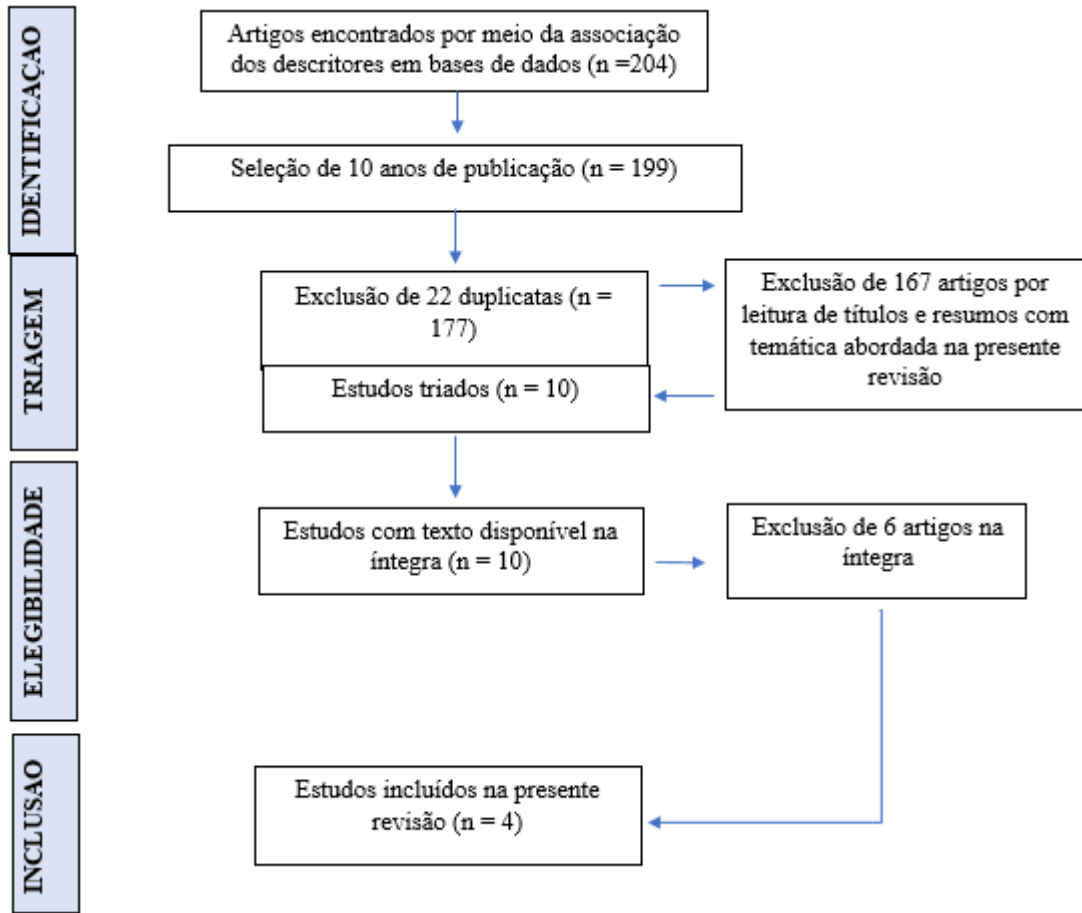 IDENTIFICAÇAO
Artigos encontrados por meio da associação
dos descritores em bases de dados (n =204)
Seleção de 10 anos de publicação (n = 199)
TRIAGEM
Exclusão de 22 duplicatas (n =
177)
Exclusão de 167 artigos por
leitura de títulos e resumos com
temática abordada na presente
revisão
Estudos triados (n = 10)
ELEGIBILIDADE
Estudos com texto disponível na
íntegra (n = 10)
Exclusão de 6 artigos na
íntegra
INCLUSAO
Estudos incluídos na presente
revisão (n = 4)